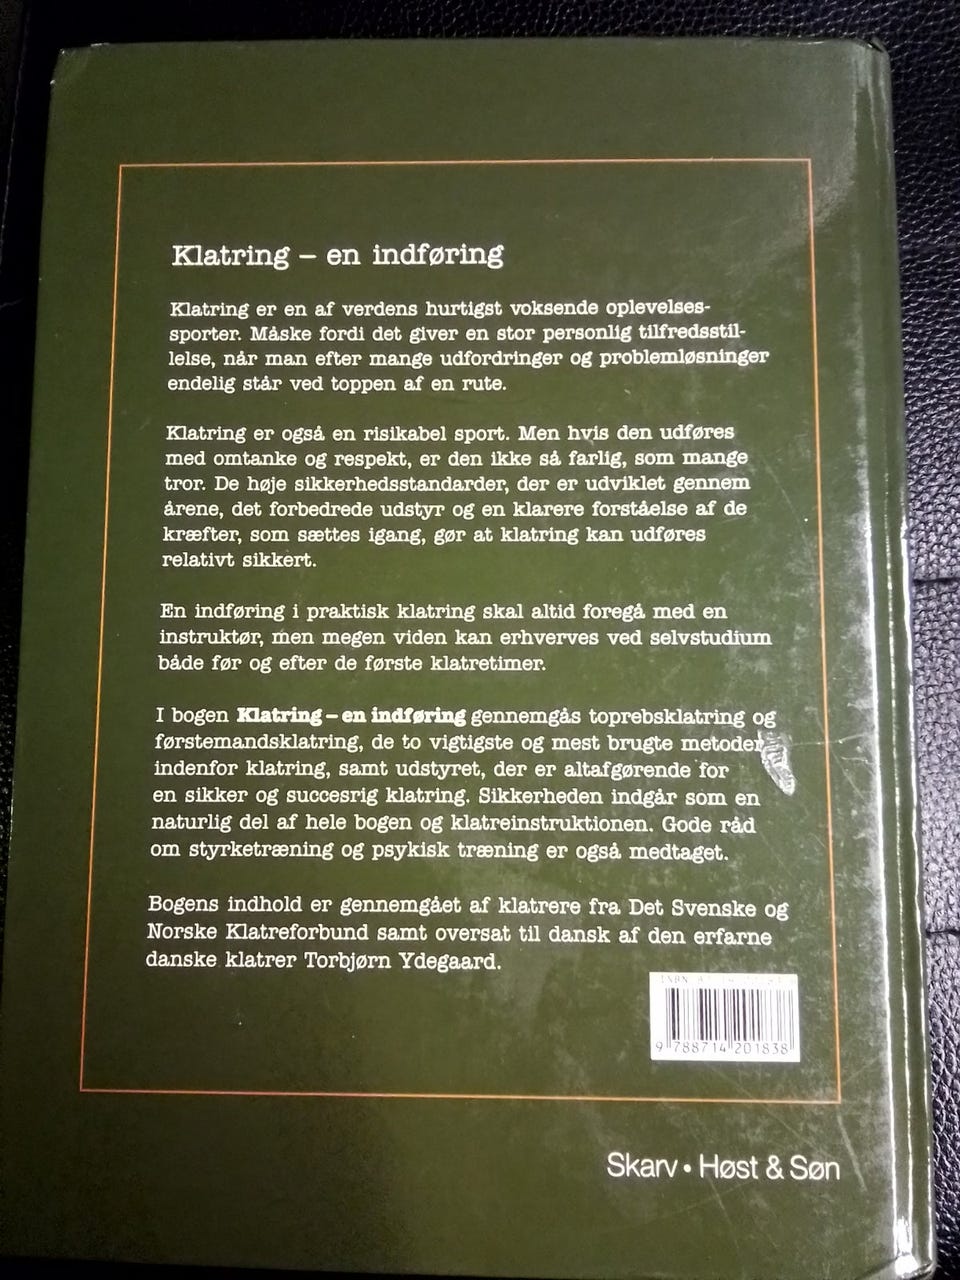 Klatring – en indføring
Klatring er en af verdens hurtigst voksende oplevelses-
sporter. Måske fordi det giver en stor personlig tilfredsstil-
lelse, når man efter mange udfordringer og problemløsninger
endelig står ved toppen af en rute.
Klatring er også en risikabel sport. Men hvis den udføres
med omtanke og respekt, er den ikke så farlig, som mange
tror. De høje sikkerhedsstandarder, der er udviklet gennem
årene, det forbedrede udstyr og en klarere forståelse af de
kræfter, som sættes igang, gør at klatring kan udføres
relativt sikkert.
En indføring i praktisk klatring skal altid foregå med en
instruktør, men megen viden kan erhverves ved selvstudium
både før og efter de første klatretimer.
I bogen Klatring – en indføring gennemgås toprebsklatring og
førstemandsklatring, de to vigtigste og mest brugte metoder
indenfor klatring, samt udstyret, der er altafgørende for
en sikker og succesrig klatring. Sikkerheden indgår som en
naturlig del af hele bogen og klatreinstruktionen. Gode råd
om styrketræning og psykisk træning er også medtaget.
Bogens indhold er gennemgået af klatrere fra Det Svenske og
Norske Klatreforbund samt oversat til dansk af den erfarne
danske klatrer Torbjørn Ydegaard.
9 788714 201838
Skarv • Høst & Søn